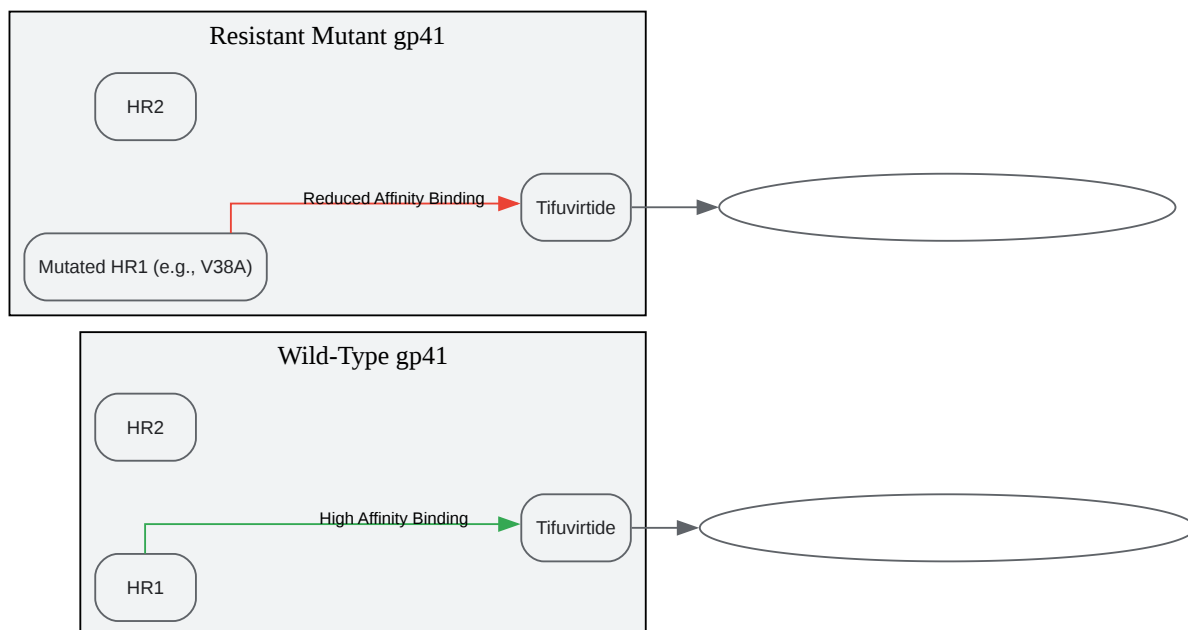 Resistant Mutant gp41
HR2
Reduced Affinity Binding
Tifuvirtide
Mutated HR1 (e.g., V38A)
Wild-Type gp41
HR2
High Affinity Binding
Tifuvirtide
HR1